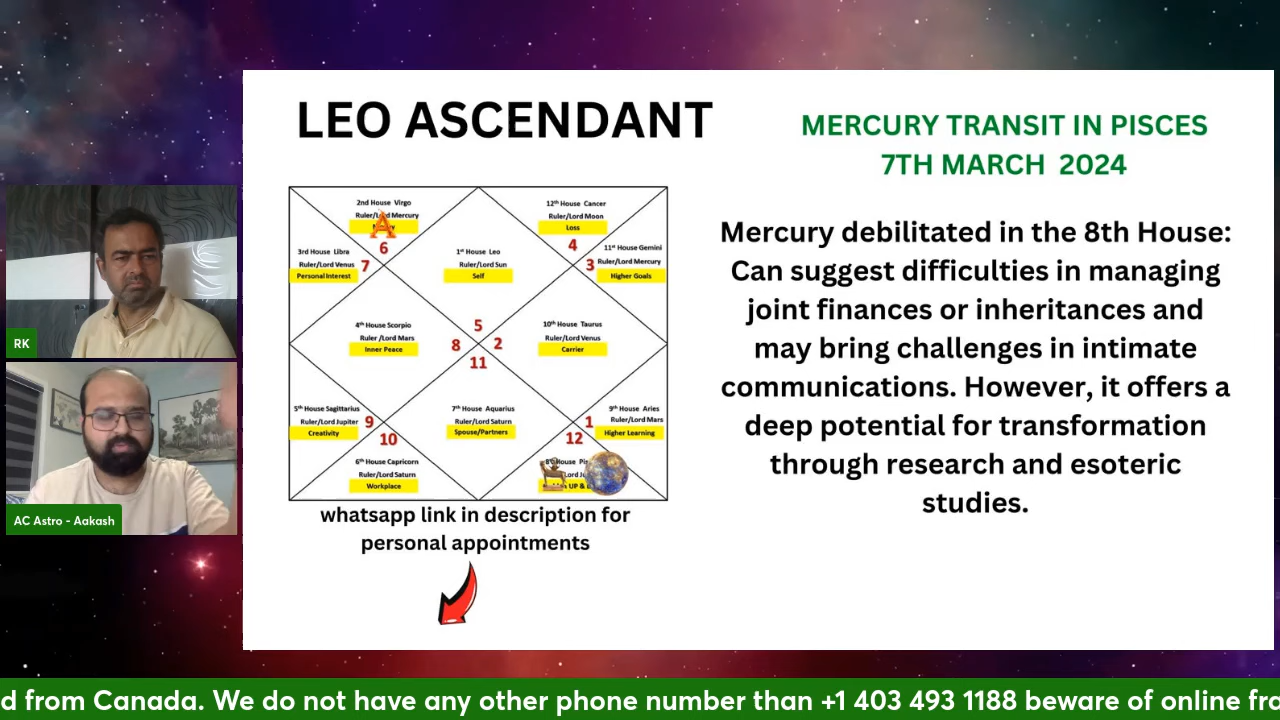 LEO ASCENDANT
MERCURY TRANSIT IN PISCES
7TH MARCH 2024
Mercury debilitated in the 8th House:
Can suggest difficulties in managing
joint finances or inheritances and
may bring challenges in intimate
communications. However, it offers a
deep potential for transformation
through research and esoteric
studies.
2nd House Virgo
Ruler/Lord Mercury
A
6
12th House Cancer
Ruler/Lord Moon
Loss
4
3rd House Libra
Ruler/Lord Venus
Personal Interest
7
1st House Leo
Ruler/Lord Sun
Self
11th House Gemini
Ruler/Lord Mercury
Higher Goals
3
4th House Scorpio
Ruler /Lord Mars
Inner Peace
5
8
2
11
10th House Taurus
Ruler/Lord Venus
Carrier
5th House Sagittarius
Ruler/Lord Jupiter
Creativity
9
10
7th House Aquarius
Ruler/Lord Saturn
Spouse/Partners
9th House Aries
Ruler/Lord Mars
Higher Learning
1
12
6th House Capricorn
Ruler/Lord Saturn
Workplace
House
UP &
whatsapp link in description for
personal appointments
RK
AC Astro - Aakash
d from Canada. We do not have any other phone number than +1 403 493 1188 beware of online fra